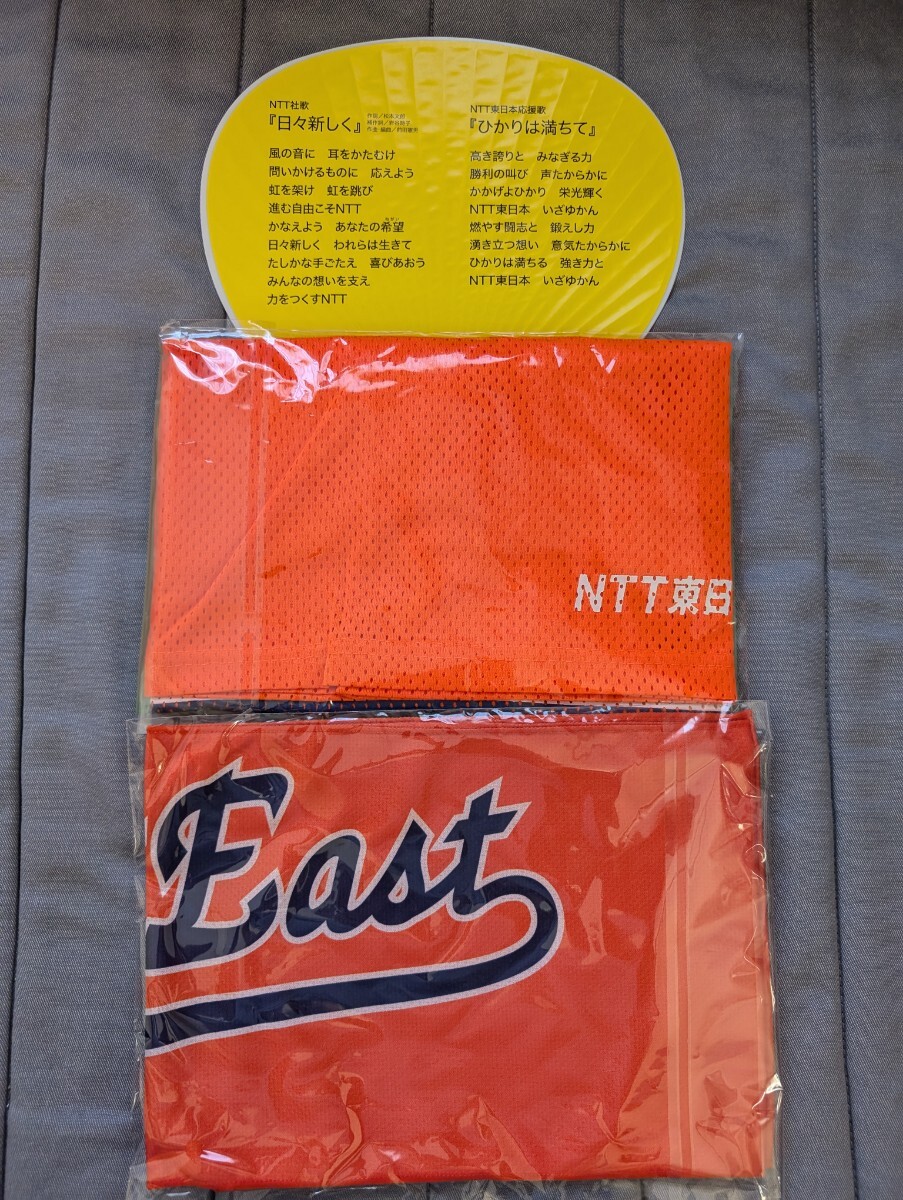 NTT社歌
『日々新しく』
風の音に　耳をかたむけ
問いかけるものに　応えよう
虹を架け　虹を跳び
進む自由こそNTT
かなえよう　あなたの希望
日々新しく　われらは生きて
たしかな手ごたえ　喜びあおう
みんなの想いを支え
力をつくすNTT
NTT東日本応援歌
『ひかりは満ちて』
高き誇りと　みなぎる力
勝利の叫び　声たからかに
かかげよひかり　栄光輝く
NTT東日本　いざゆかん
燃やす闘志と　鍛えし力
湧き立つ想い　意気たからかに
ひかりは満ちる　強き力と
NTT東日本　いざゆかん
NTT東日
East